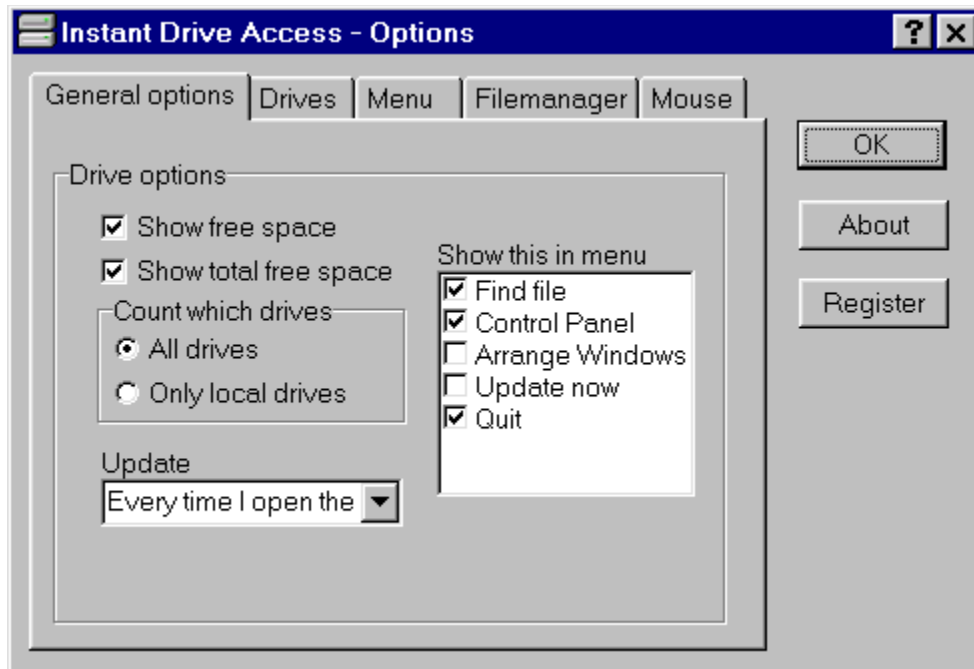 Instant Drive Access - Options
General options Drives Menu Filemanager Mouse
OK
About
Register
Drive options
Show free space
Show total free space
Count which drives
All drives
Only local drives
Update
Every time I open the
Show this in menu
Find file
Control Panel
Arrange Windows
Update now
Quit